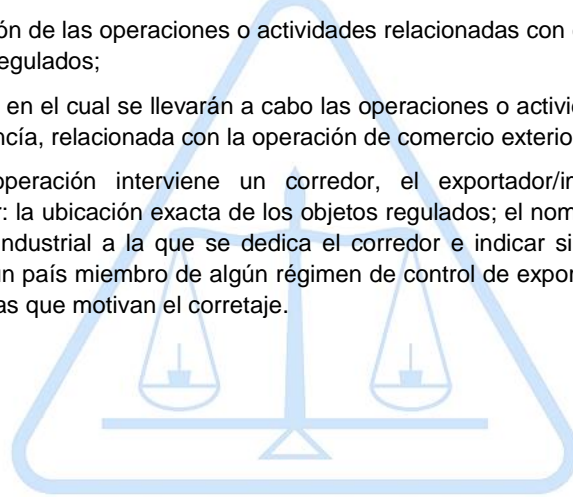 ón de las operaciones o actividades relacionadas con
egulados;
en el cual se llevarán a cabo las operaciones o activi
ncía, relacionada con la operación de comercio exterio
operación interviene un corredor, el exportador/in
r: la ubicación exacta de los objetos regulados; el nom
industrial a la que se dedica el corredor e indicar si
un país miembro de algún régimen de control de expor
as que motivan el corretaje.